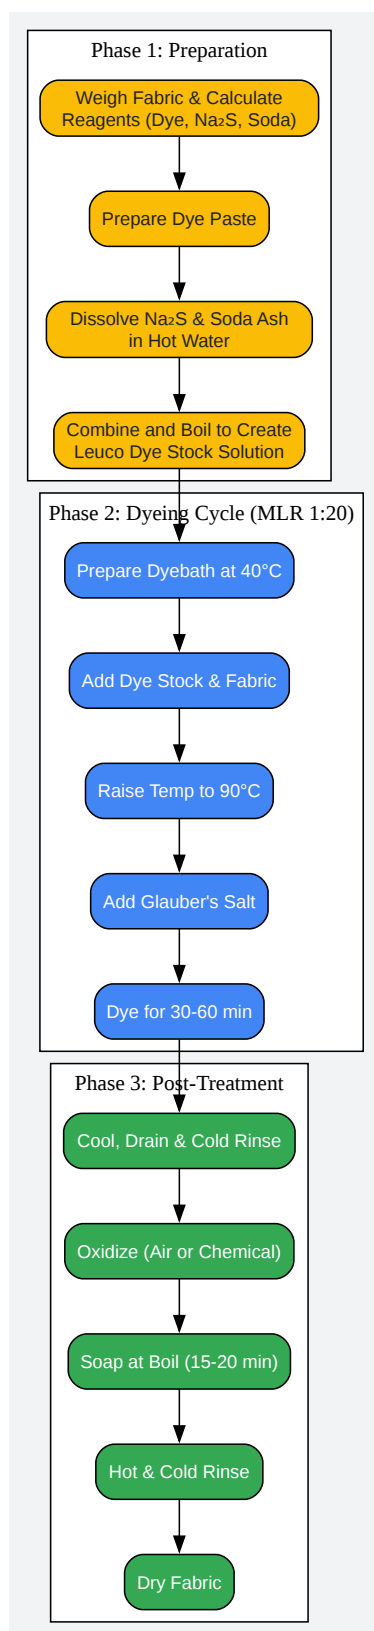 Phase 1: Preparation
Weigh Fabric & Calculate
Reagents (Dye, Na₂S, Soda)
Prepare Dye Paste
Dissolve Na₂S & Soda Ash
in Hot Water
Combine and Boil to Create
Leuco Dye Stock Solution
Phase 2: Dyeing Cycle (MLR 1:20)
Prepare Dyebath at 40°C
Add Dye Stock & Fabric
Raise Temp to 90°C
Add Glauber's Salt
Dye for 30-60 min
Phase 3: Post-Treatment
Cool, Drain & Cold Rinse
Oxidize (Air or Chemical)
Soap at Boil (15-20 min)
Hot & Cold Rinse
Dry Fabric